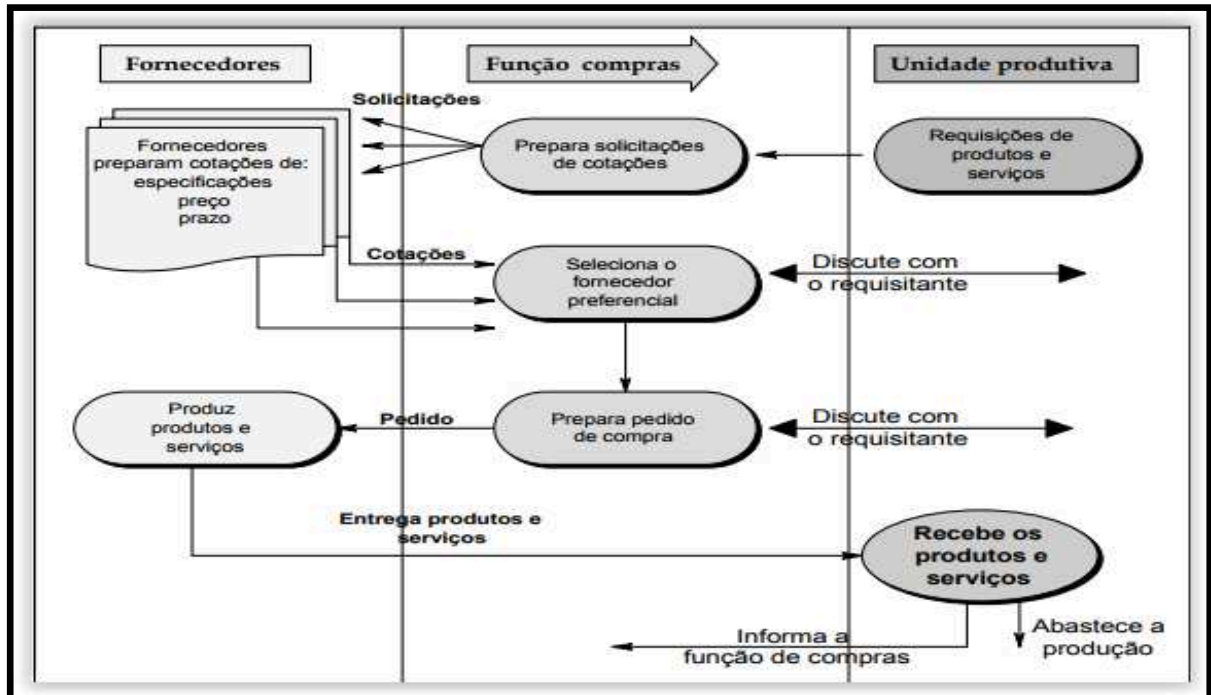 Fornecedores
Função compras
Unidade produtiva
Solicitações
Fornecedores
preparam cotações de:
especificações
preço
prazo
Prepara solicitações
de cotações
Requisições de
produtos e
serviços
Cotações
Seleciona o
fornecedor
preferencial
Discute com
o requisitante
Produz
produtos e
serviços
Pedido
Prepara pedido
de compra
Discute com
o requisitante
Entrega produtos e
serviços
Recebe os
produtos e
serviços
Informa a
função de compras
Abastece a
produção